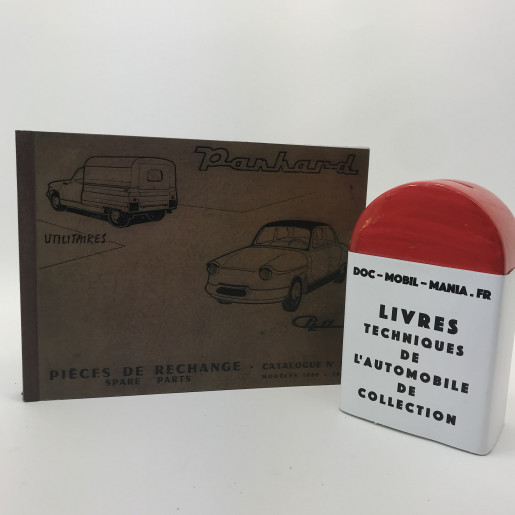 Panhard
UTILITAIRES
PIÈCES DE RECHANGE - CATALOGUE N°
SPARE PARTS
DOC-MOBIL-MANIA.FR
LIVRES
TECHNIQUES
DE
L'AUTOMOBILE
DE
COLLECTION